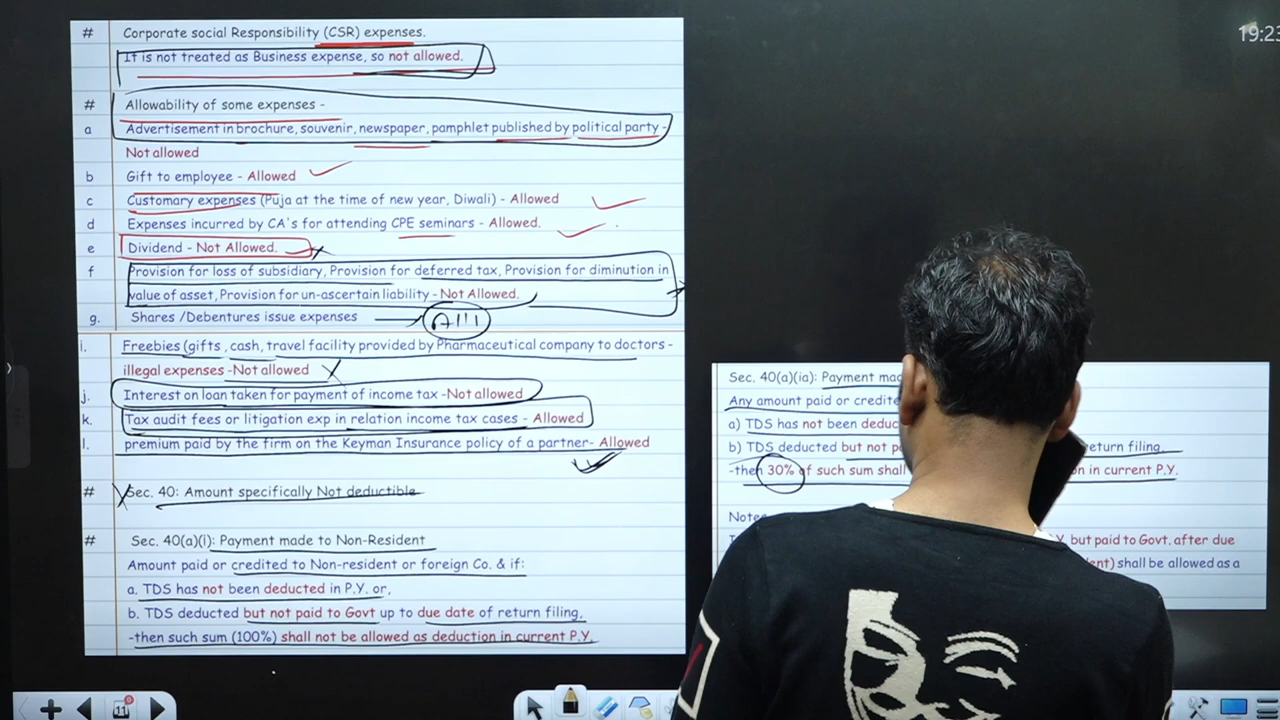 19:23
# Corporate social Responsibility (CSR) expenses.
It is not treated as Business expense, so not allowed.
# Allowability of some expenses -
a Advertisement in brochure, souvenir, newspaper, pamphlet published by political party -
Not allowed
b Gift to employee - Allowed
c Customary expenses (Puja at the time of new year, Diwali) - Allowed
d Expenses incurred by CA's for attending CPE seminars - Allowed.
e Dividend - Not Allowed.
f Provision for loss of subsidiary, Provision for deferred tax, Provision for diminution in
value of asset, Provision for un-ascertain liability - Not Allowed.
g. Shares /Debentures issue expenses
i. Freebies (gifts , cash, travel facility provided by Pharmaceutical company to doctors -
illegal expenses -Not allowed
j. Interest on loan taken for payment of income tax -Not allowed
k. Tax audit fees or litigation exp in relation income tax cases - Allowed
l. premium paid by the firm on the Keyman Insurance policy of a partner- Allowed
# Sec. 40: Amount specifically Not deductible
# Sec. 40(a)(i): Payment made to Non-Resident
Amount paid or credited to Non-resident or foreign Co. & if:
a. TDS has not been deducted in P.Y. or,
b. TDS deducted but not paid to Govt up to due date of return filing,
-then such sum (100%) shall not be allowed as deduction in current P.Y.
Sec. 40(a)(ia): Payment
Any amount paid or
a) TDS has not been
b) TDS deducted but not return filing,
-then 30% of such sum shall in current P.Y.
but paid to Govt. after due
shall be allowed as a
11